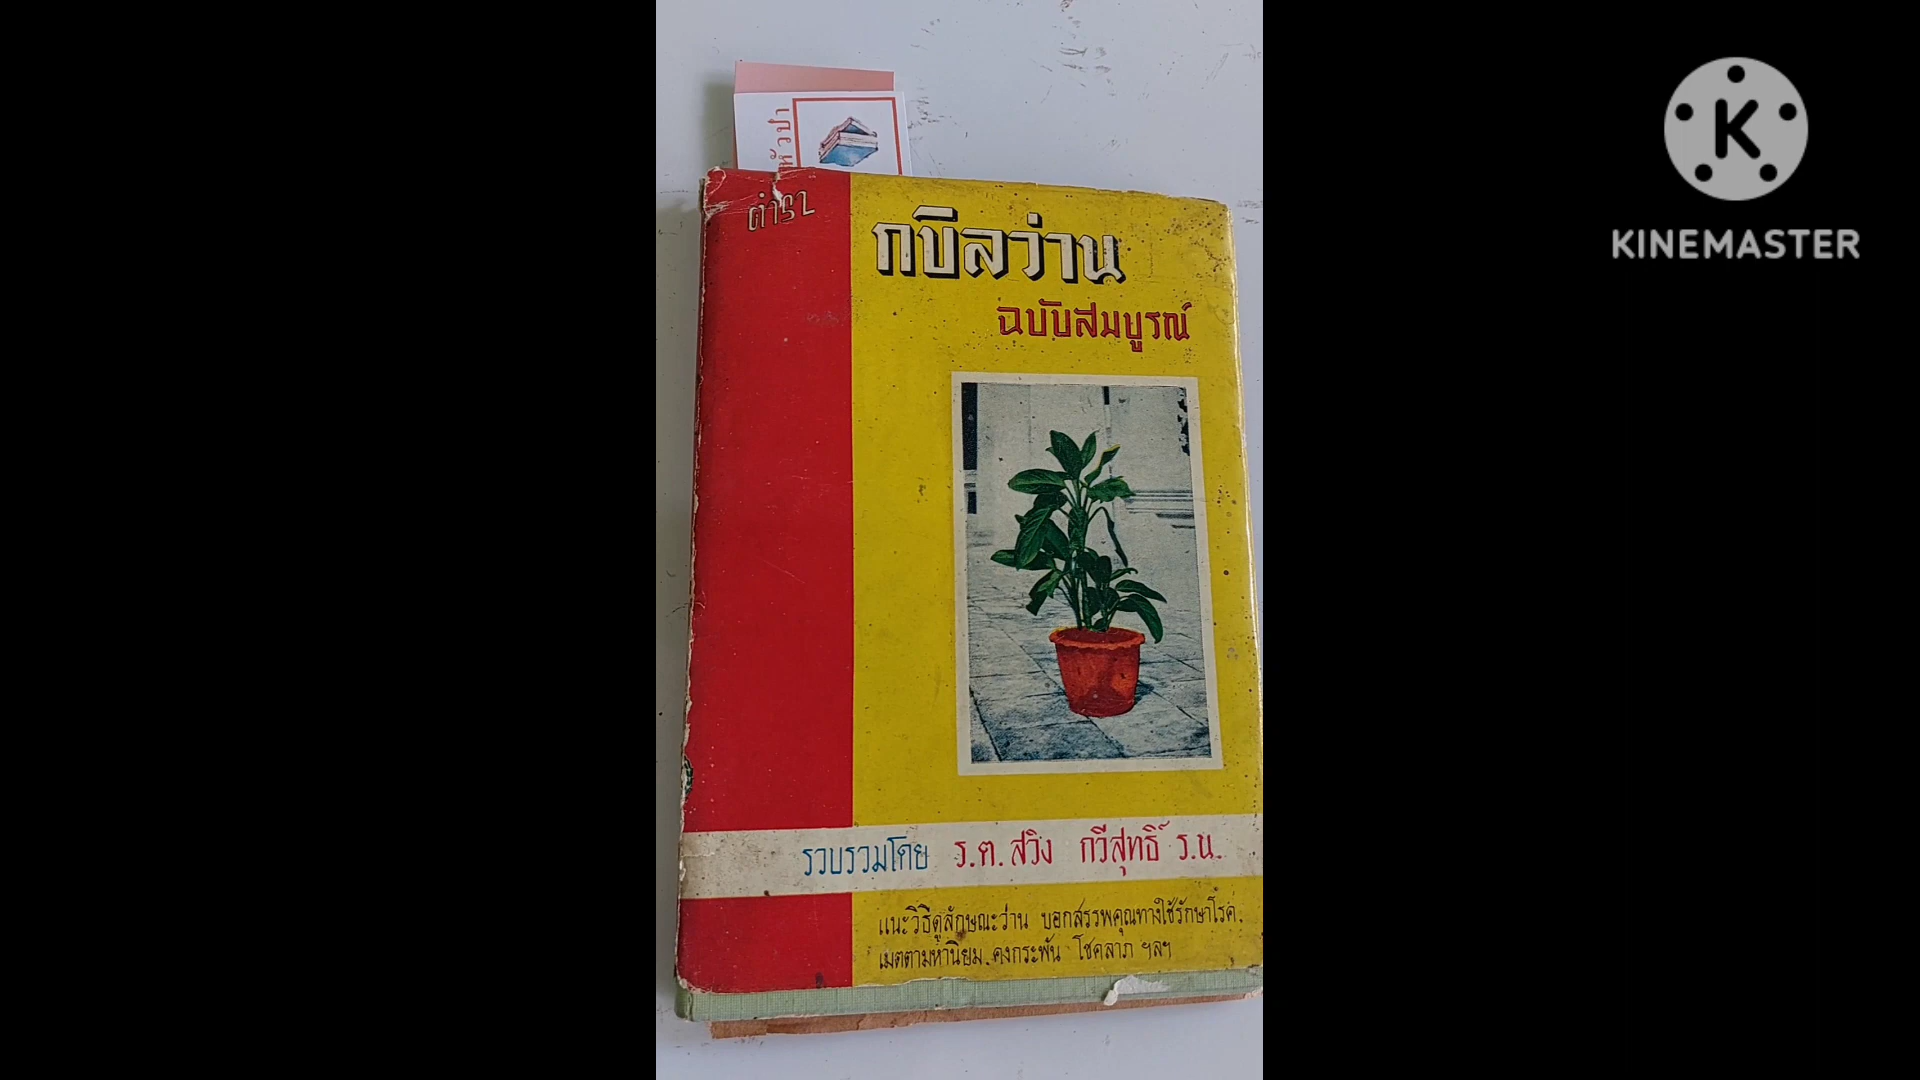 หัวป่า
ตำรา
กบิลว่าน
ฉบับสมบูรณ์
รวบรวมโดย ร.ต. สวิง กวีสุทธิ์ ร.น.
แนะวิธีดูลักษณะว่าน บอกสรรพคุณทางใช้รักษาโรค.
เมตตามหานิยม. คงกระพัน โชคลาภ ฯลฯ
K
KINEMASTER